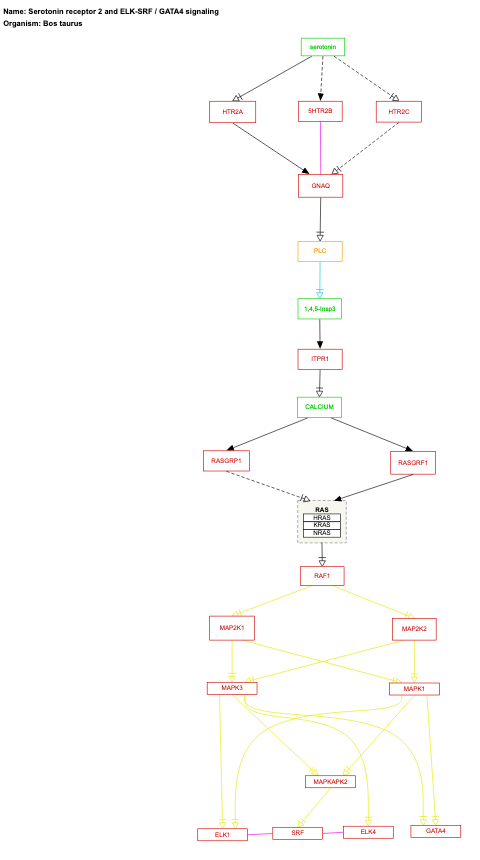 Name: Serotonin receptor 2 and ELK-SRF / GATA4 signaling
Organism: Bos taurus
serotonin
HTR2A
5HTR2B
HTR2C
GNAQ
PLC
1,4,5-insp3
ITPR1
CALCIUM
RASGRP1
RASGRF1
RAS
HRAS
KRAS
NRAS
RAF1
MAP2K1
MAP2K2
MAPK3
MAPK1
MAPKAPK2
ELK1
SRF
ELK4
GATA4